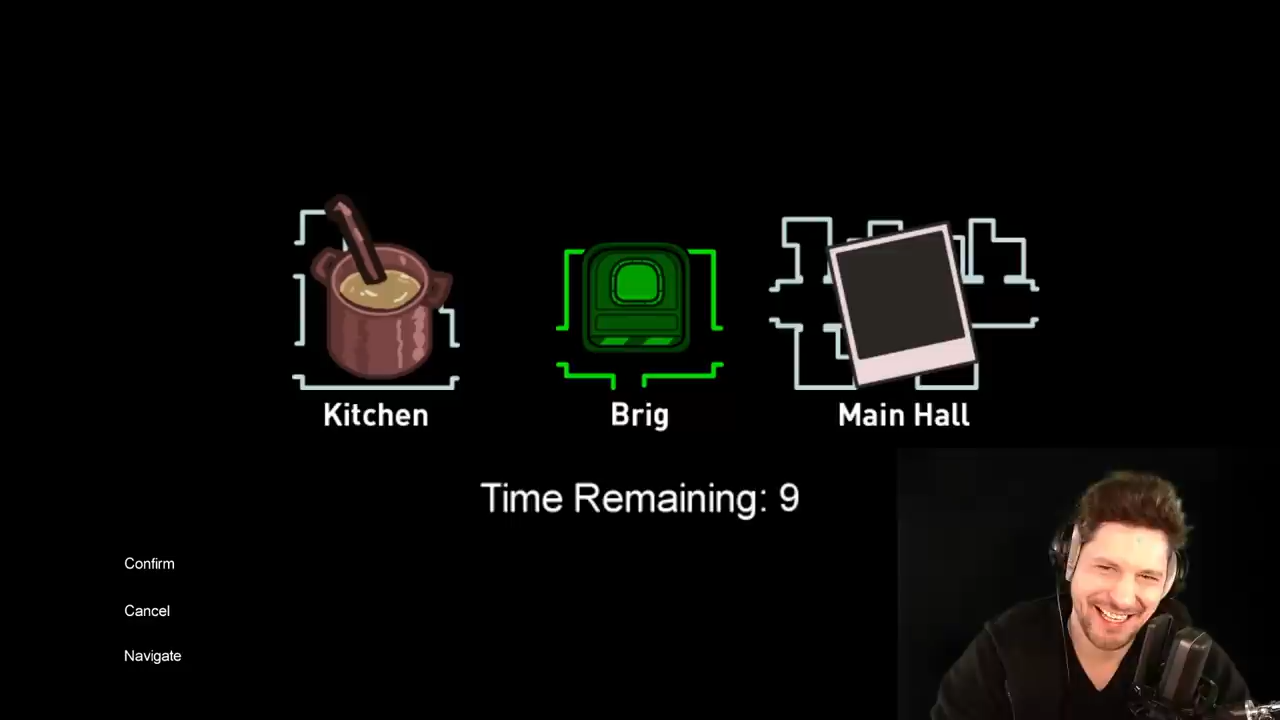 Kitchen
Brig
Main Hall
Time Remaining: 9
Confirm
Cancel
Navigate